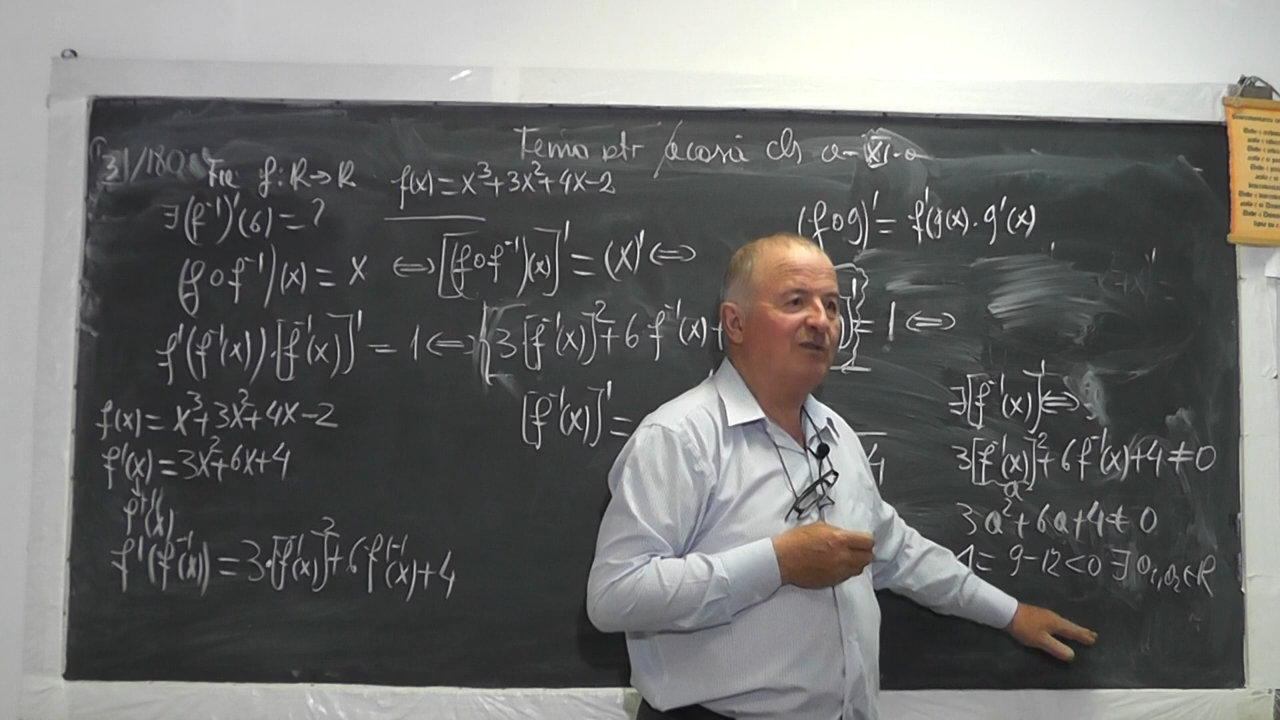 Tema ptr acasă cls a-XI-a
31/180 Fie f:R→R f(x)=x³+3x²+4x-2
∃(f⁻¹)'(6)=?
(f∘g)'=f'(g(x)·g'(x)
(f∘f⁻¹)(x)=x ⇔[(f∘f⁻¹)(x)]'=(x)'⇔
f'(f⁻¹(x))·[f⁻¹(x)]'=1⇔{3[f⁻¹(x)]²+6f⁻¹(x) =1⇔
[f⁻¹(x)]'=
f(x)=x³+3x²+4x-2
f'(x)=3x²+6x+4
f⁻¹(x)
f'(f⁻¹(x))=3·[f⁻¹(x)]²+6f⁻¹(x)+4
∃[f⁻¹(x)]'⇔
3[f⁻¹(x)]²+6f⁻¹(x)+4≠0
a
3a²+6a+4≠0
=9-12<0 ∄a₁,a₂∈R